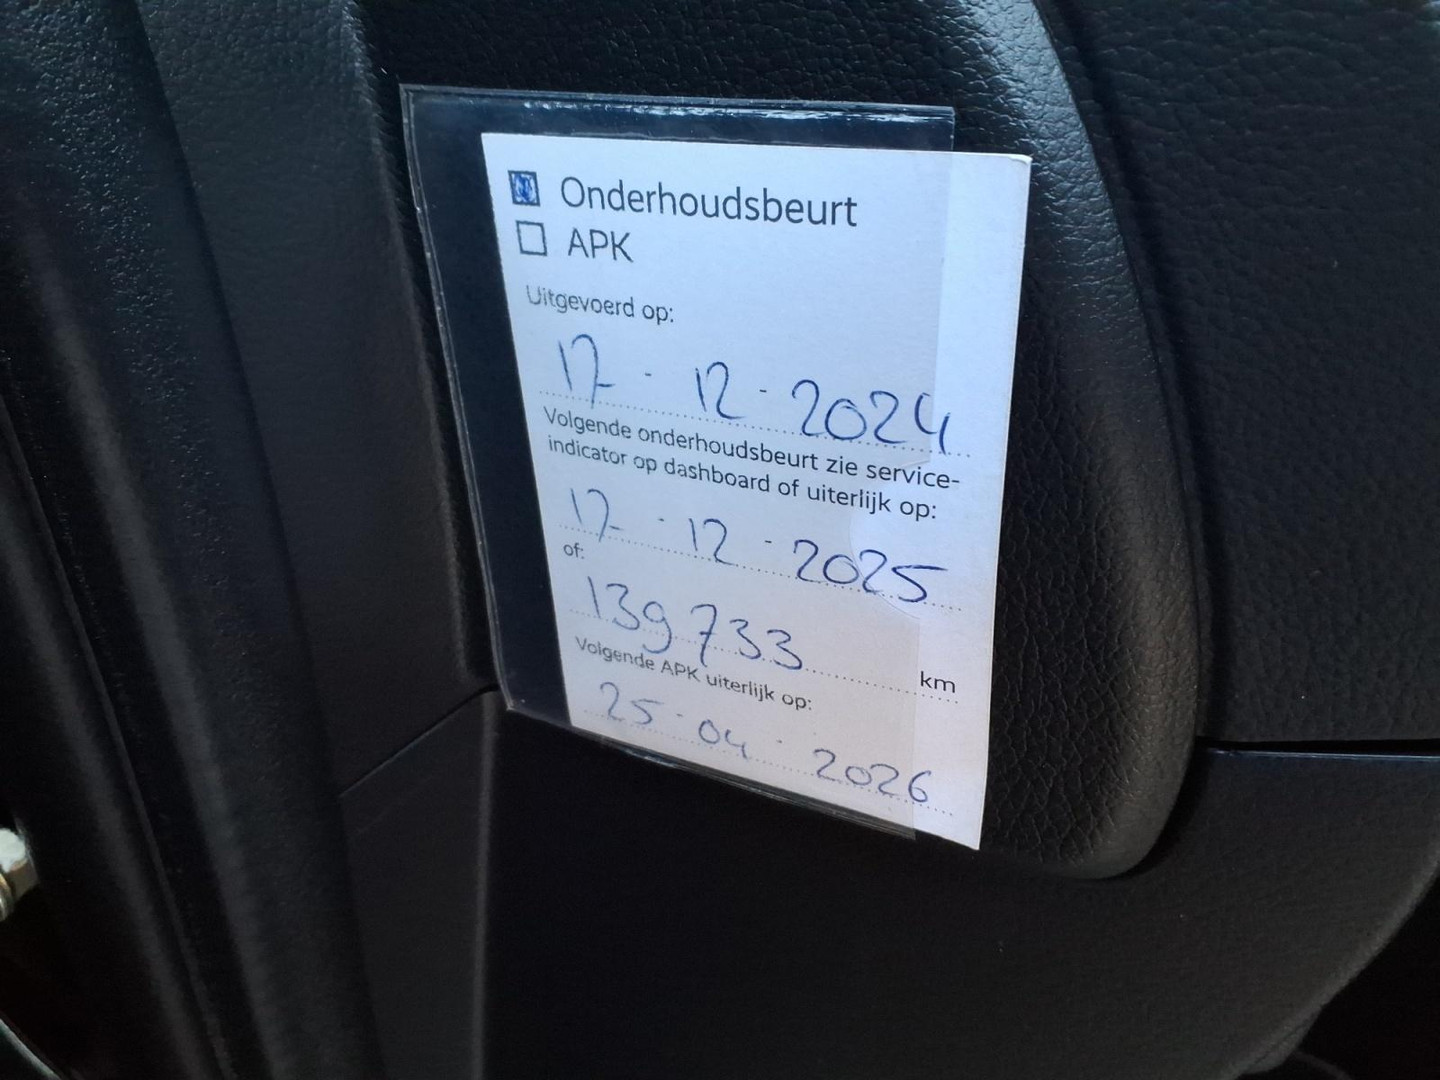 Onderhoudsbeurt
APK
Uitgevoerd op:
17 - 12 - 2024
Volgende onderhoudsbeurt zie service-
indicator op dashboard of uiterlijk op:
17 - 12 - 2025
of:
139733 km
Volgende APK uiterlijk op:
25 - 04 - 2026